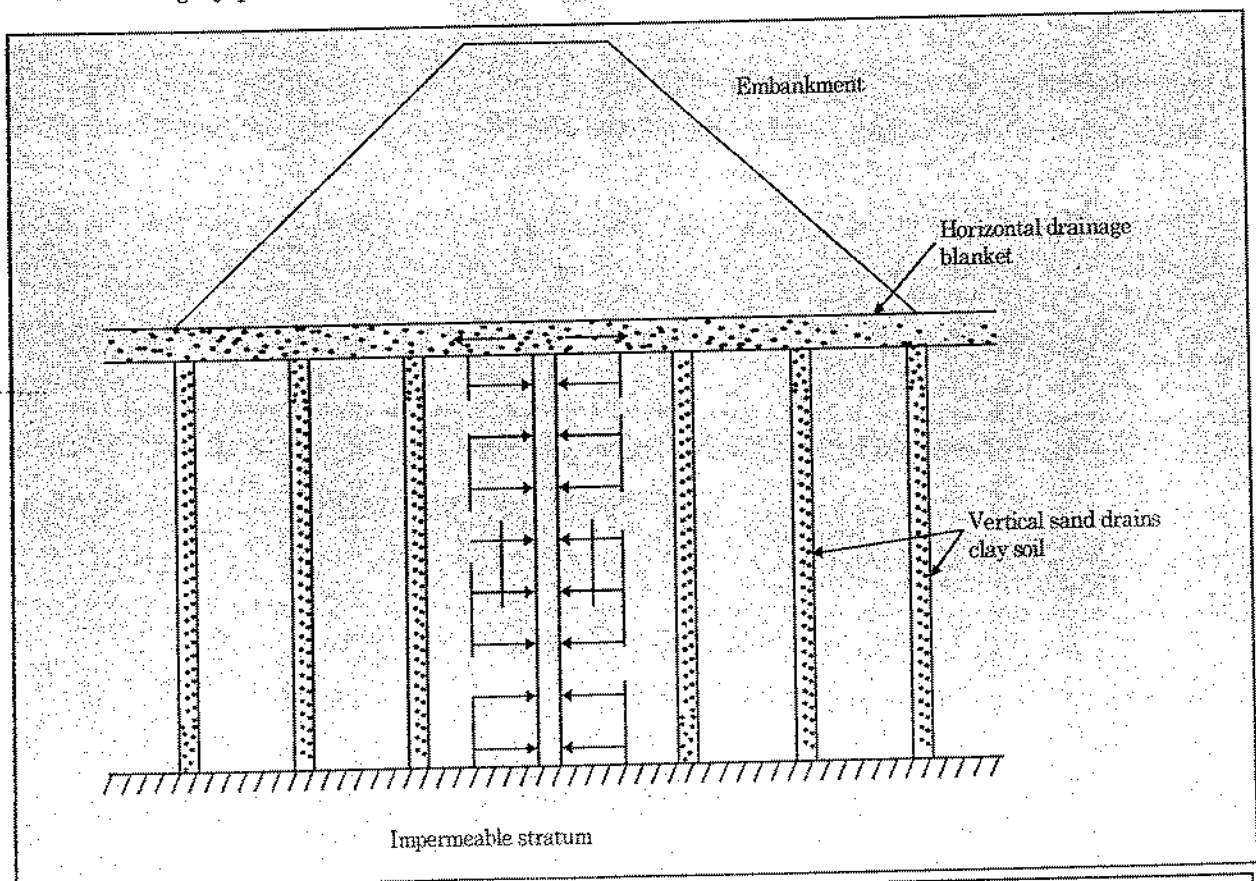 Embankment
Horizontal drainage
blanket
Vertical sand drains
clay soil
Impermeable stratum